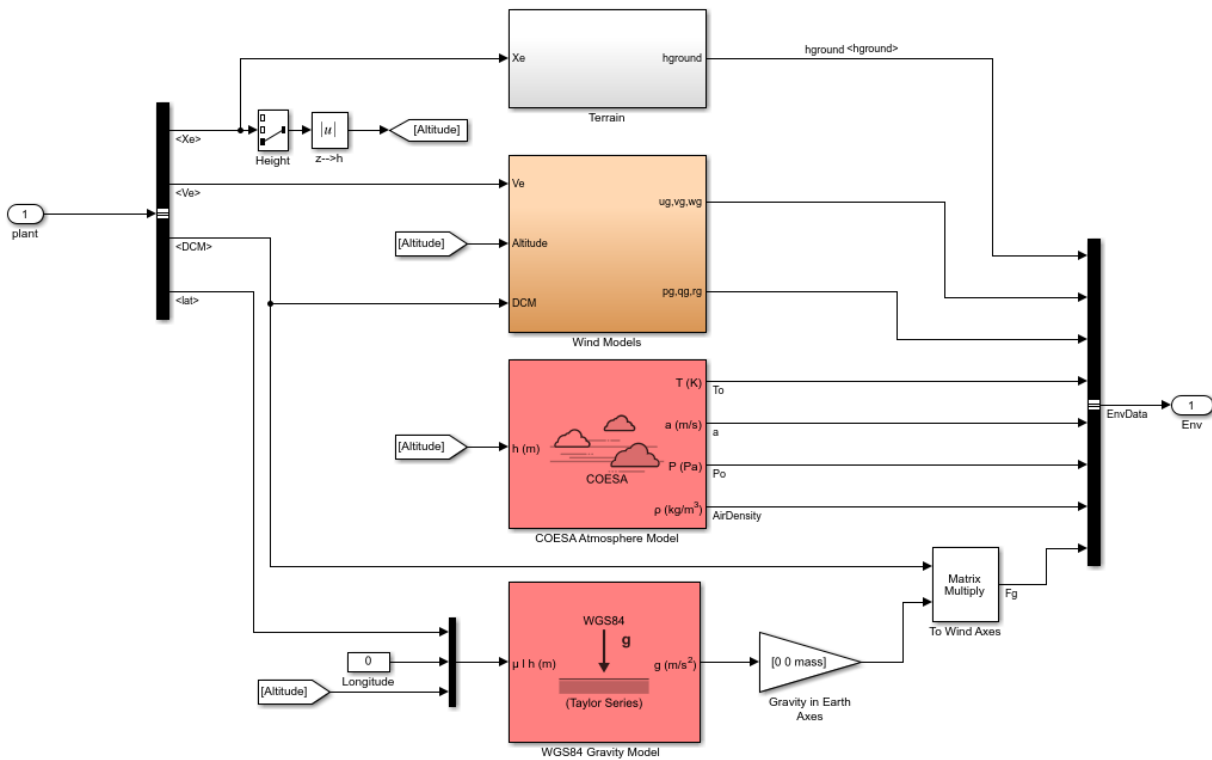 Xe
hground
Terrain
hground <hground>
<Xe>
Height
|u|
z-->h
[Altitude]
<Ve>
1
plant
<DCM>
<lat>
Ve
[Altitude]
Altitude
DCM
ug,vg,wg
pg,qg,rg
Wind Models
[Altitude]
h (m)
COESA
T (K)
To
a (m/s)
a
P (Pa)
Po
ρ (kg/m³)
AirDensity
COESA Atmosphere Model
EnvData
1
Env
Matrix
Multiply
Fg
To Wind Axes
0
Longitude
[Altitude]
μ l h (m)
WGS84
g
(Taylor Series)
g (m/s²)
WGS84 Gravity Model
[0 0 mass]
Gravity in Earth
Axes